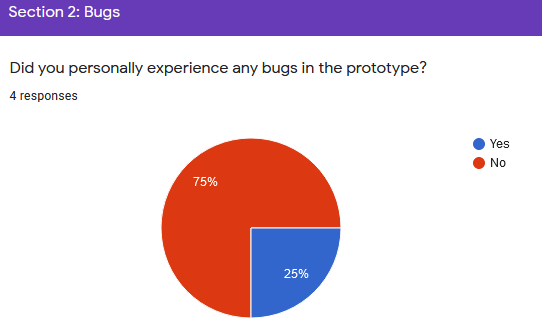 Section 2: Bugs
Did you personally experience any bugs in the prototype?
4 responses
Yes
No
75%
25%